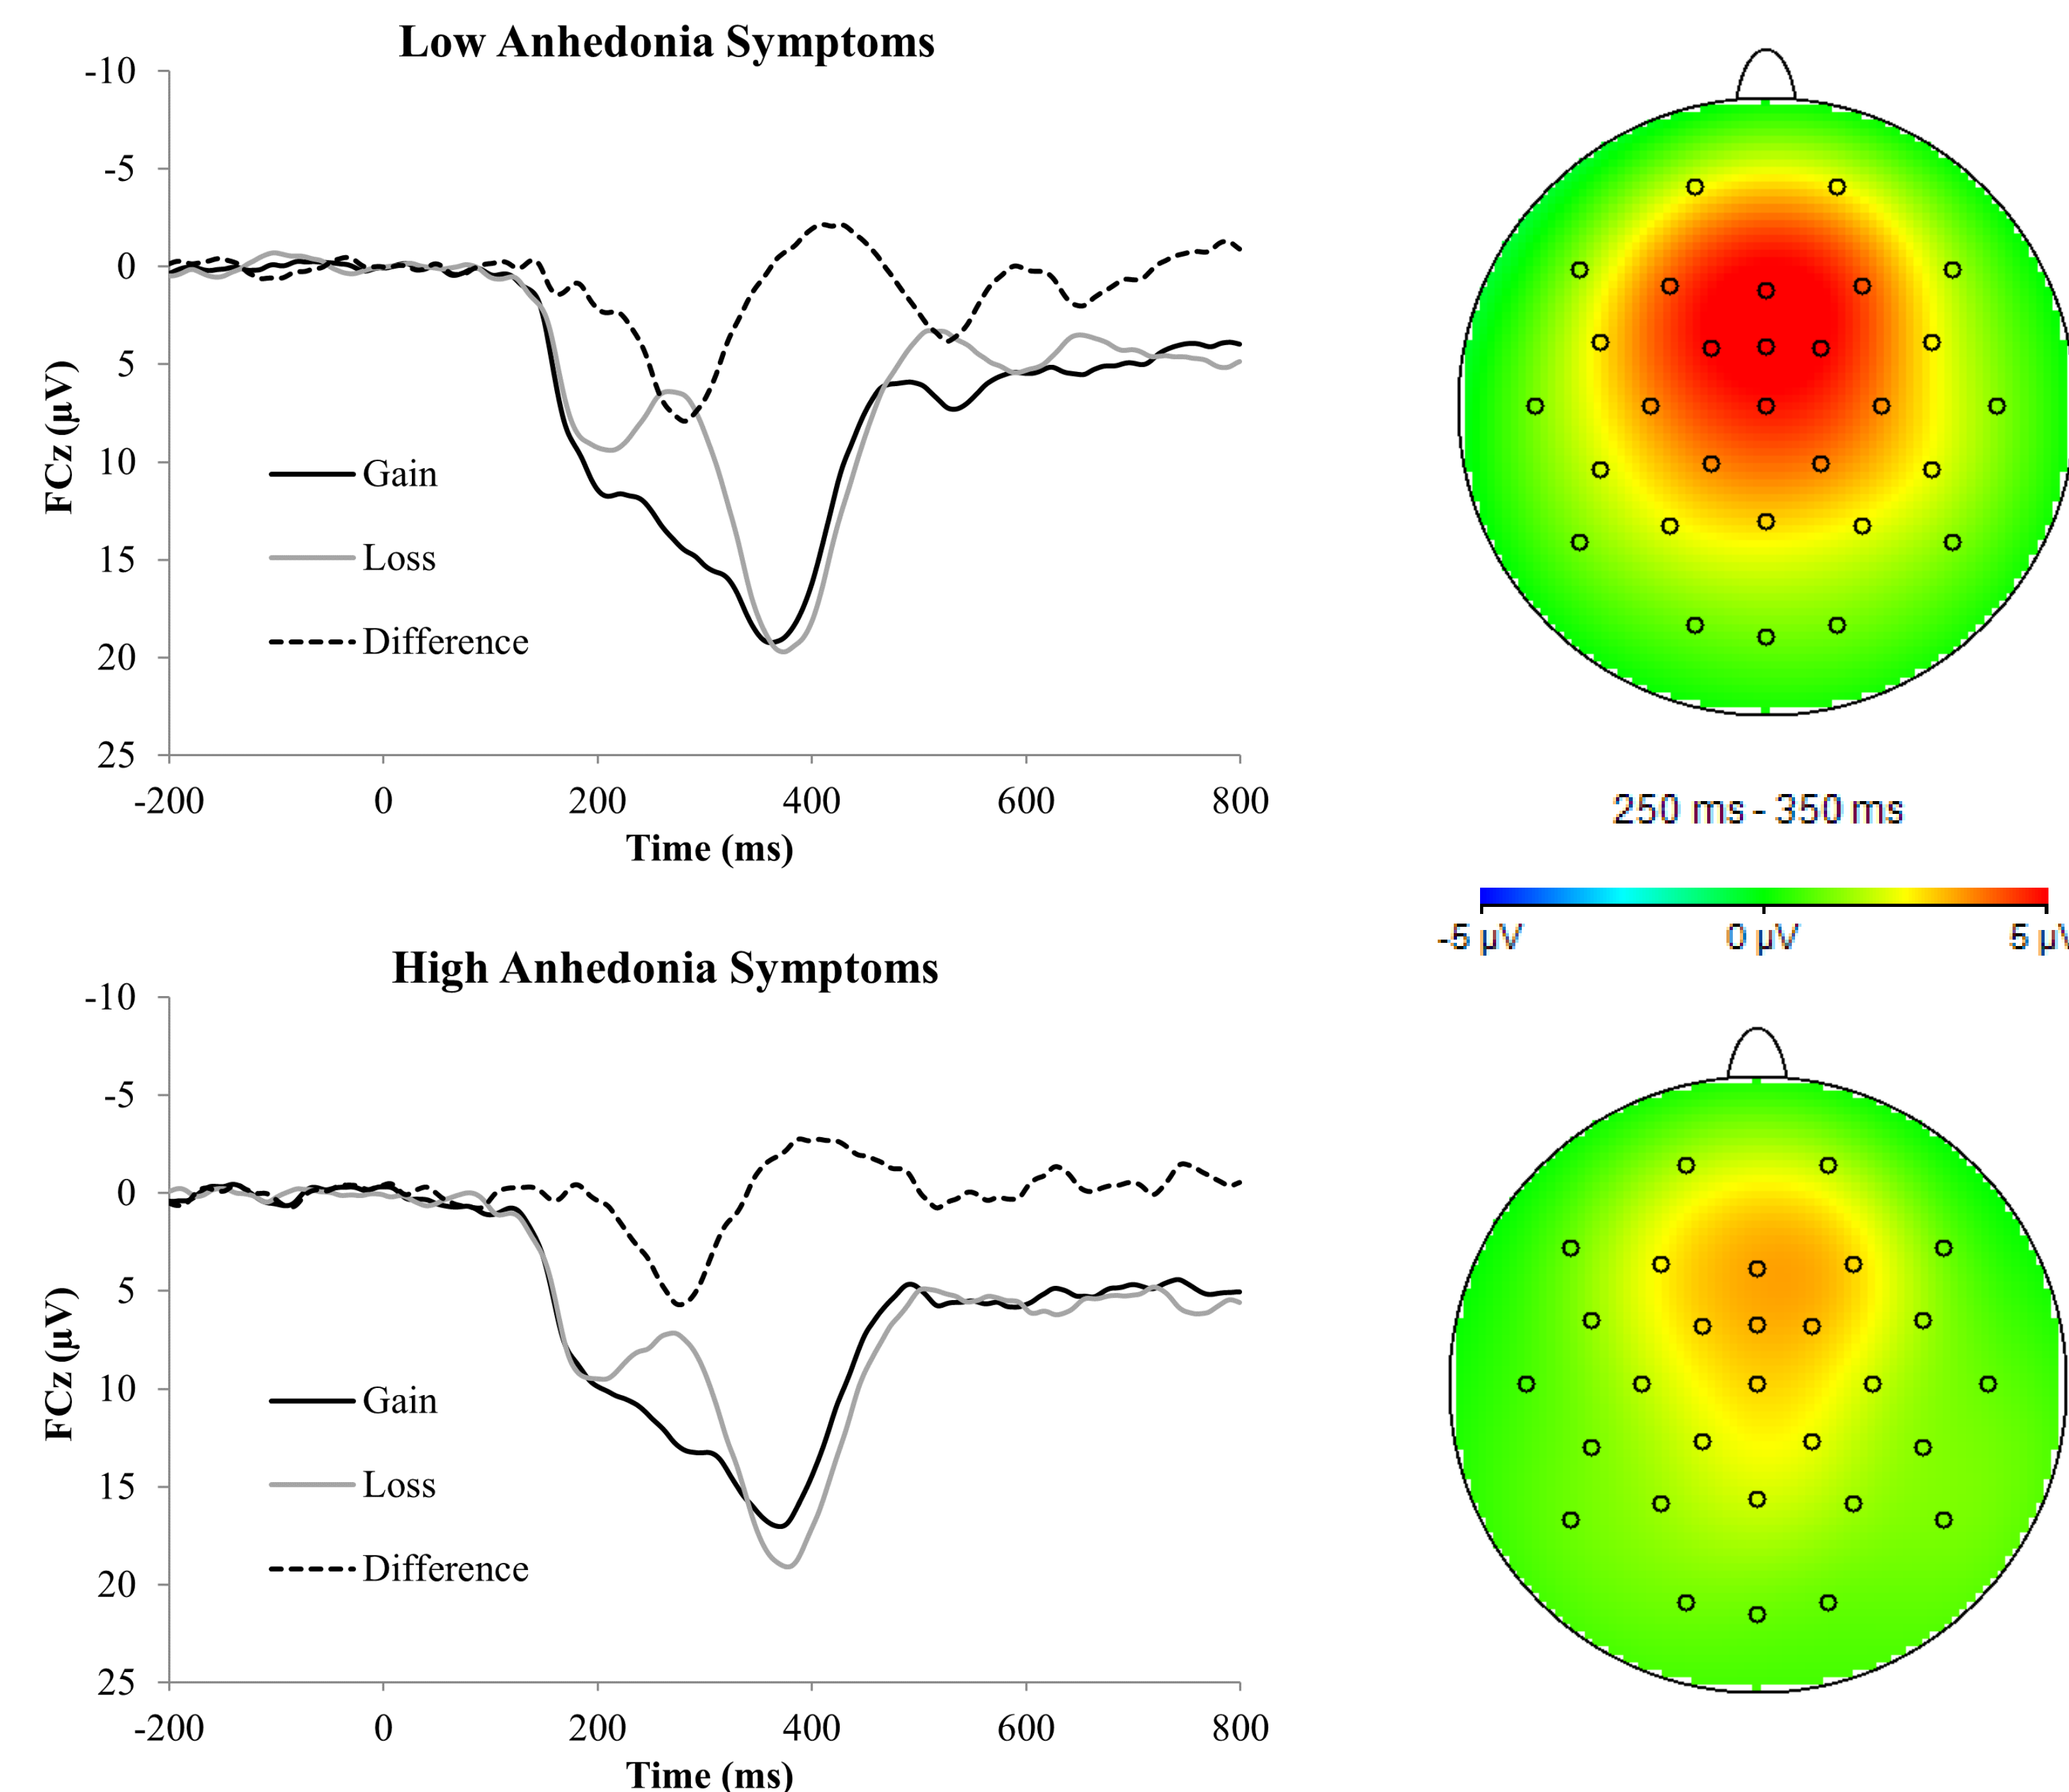 Low Anhedonia Symptoms
-10
-5
0
5
10
15
20
25
FCz (µV)
Gain
Loss
Difference
-200 0 200 400 600 800
Time (ms)
250 ms - 350 ms
-5 µV 0 µV 5 µV
High Anhedonia Symptoms
-10
-5
0
5
10
15
20
25
FCz (µV)
Gain
Loss
Difference
-200 0 200 400 600 800
Time (ms)